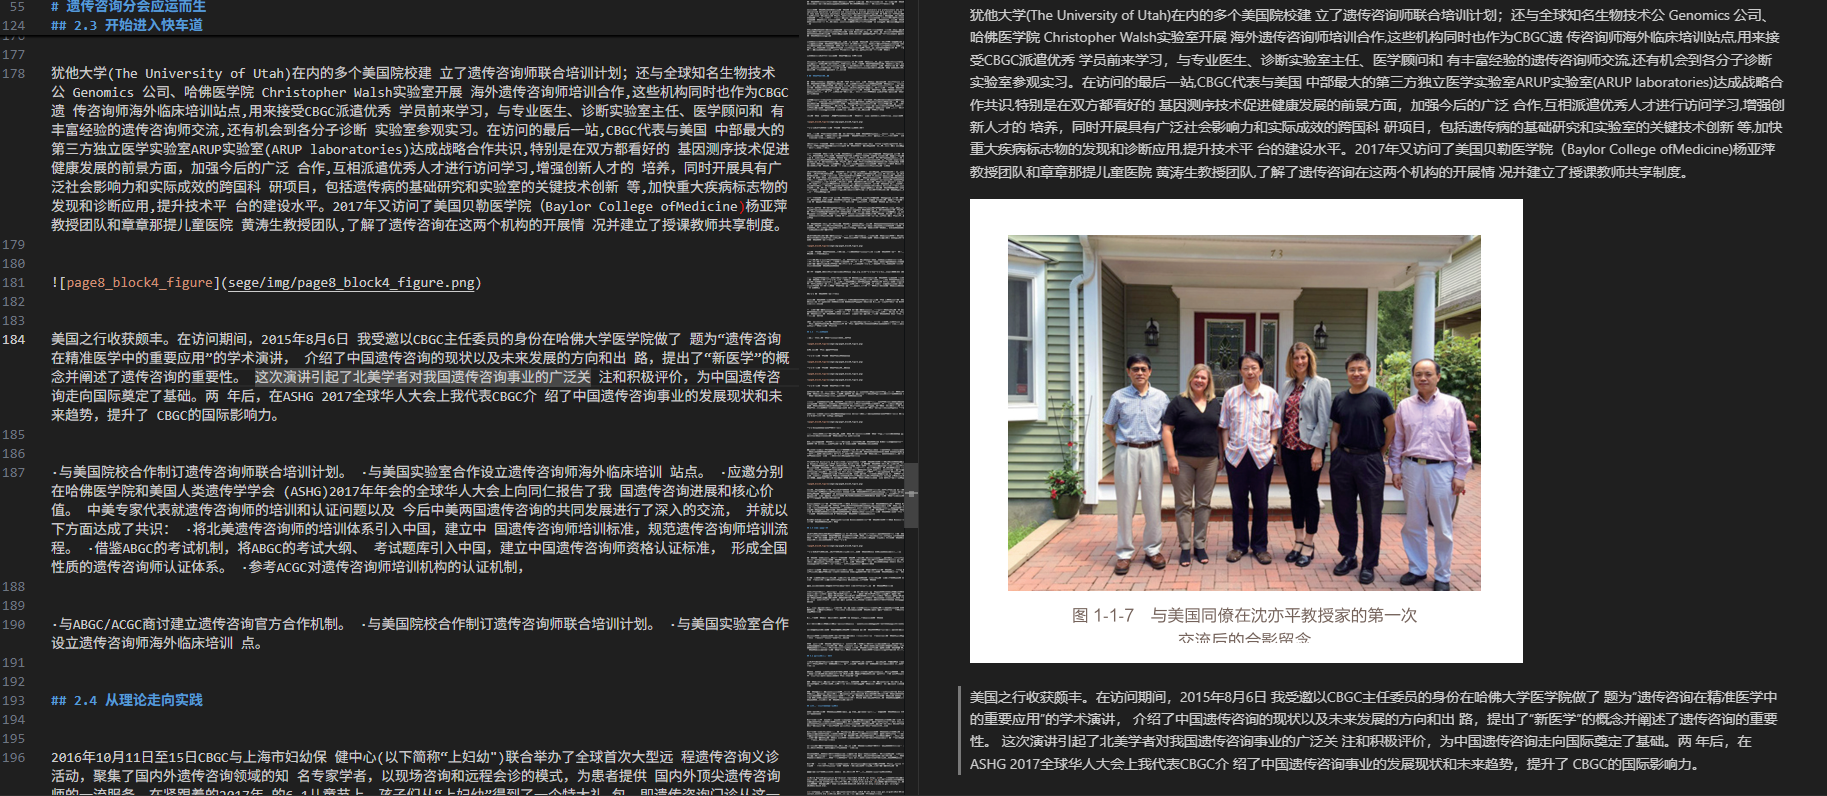 55 # 遗传咨询分会应运而生
124 ## 2.3 开始进入快车道
177
178 犹他大学(The University of Utah)在内的多个美国院校建 立了遗传咨询师联合培训计划；还与全球知名生物技术
公 Genomics 公司、哈佛医学院 Christopher Walsh实验室开展 海外遗传咨询师培训合作,这些机构同时也作为CBGC
遗 传咨询师海外临床培训站点,用来接受CBGC派遣优秀 学员前来学习，与专业医生、诊断实验室主任、医学顾问和 有
丰富经验的遗传咨询师交流,还有机会到各分子诊断 实验室参观实习。在访问的最后一站,CBGC代表与美国 中部最大的
第三方独立医学实验室ARUP实验室(ARUP laboratories)达成战略合作共识,特别是在双方都看好的 基因测序技术促进
健康发展的前景方面，加强今后的广泛 合作,互相派遣优秀人才进行访问学习,增强创新人才的 培养，同时开展具有广
泛社会影响力和实际成效的跨国科 研项目，包括遗传病的基础研究和实验室的关键技术创新 等,加快重大疾病标志物的
发现和诊断应用,提升技术平 台的建设水平。2017年又访问了美国贝勒医学院（Baylor College ofMedicine)杨亚萍
教授团队和章章那提儿童医院 黄涛生教授团队,了解了遗传咨询在这两个机构的开展情 况并建立了授课教师共享制度。
179
180
181 ![page8_block4_figure](sege/img/page8_block4_figure.png)
182
183
184 美国之行收获颇丰。在访问期间，2015年8月6日 我受邀以CBGC主任委员的身份在哈佛大学医学院做了 题为“遗传咨询
在精准医学中的重要应用”的学术演讲， 介绍了中国遗传咨询的现状以及未来发展的方向和出 路，提出了“新医学”的概
念并阐述了遗传咨询的重要性。 这次演讲引起了北美学者对我国遗传咨询事业的广泛关 注和积极评价，为中国遗传咨
询走向国际奠定了基础。两 年后，在ASHG 2017全球华人大会上我代表CBGC介 绍了中国遗传咨询事业的发展现状和未
来趋势，提升了 CBGC的国际影响力。
185
186
187 ·与美国院校合作制订遗传咨询师联合培训计划。 ·与美国实验室合作设立遗传咨询师海外临床培训 站点。 ·应邀分别
在哈佛医学院和美国人类遗传学学会 (ASHG)2017年年会的全球华人大会上向同仁报告了我 国遗传咨询进展和核心价
值。 中美专家代表就遗传咨询师的培训和认证问题以及 今后中美两国遗传咨询的共同发展进行了深入的交流， 并就以
下方面达成了共识： ·将北美遗传咨询师的培训体系引入中国，建立中 国遗传咨询师培训标准，规范遗传咨询师培训流
程。 ·借鉴ABGC的考试机制，将ABGC的考试大纲、 考试题库引入中国，建立中国遗传咨询师资格认证标准， 形成全国
性质的遗传咨询师认证体系。 ·参考ACGC对遗传咨询师培训机构的认证机制，
188
189
190 ·与ABGC/ACGC商讨建立遗传咨询官方合作机制。 ·与美国院校合作制订遗传咨询师联合培训计划。 ·与美国实验室合作
设立遗传咨询师海外临床培训 点。
191
192
193 ## 2.4 从理论走向实践
194
195
196 2016年10月11日至15日CBGC与上海市妇幼保 健中心(以下简称“上妇幼")联合举办了全球首次大型远 程遗传咨询义诊
活动，聚集了国内外遗传咨询领域的知 名专家学者，以现场咨询和远程会诊的模式，为患者提供 国内外顶尖遗传咨询
犹他大学(The University of Utah)在内的多个美国院校建 立了遗传咨询师联合培训计划；还与全球知名生物技术公 Genomics 公司、
哈佛医学院 Christopher Walsh实验室开展 海外遗传咨询师培训合作,这些机构同时也作为CBGC遗 传咨询师海外临床培训站点,用来接
受CBGC派遣优秀 学员前来学习，与专业医生、诊断实验室主任、医学顾问和 有丰富经验的遗传咨询师交流,还有机会到各分子诊断
实验室参观实习。在访问的最后一站,CBGC代表与美国 中部最大的第三方独立医学实验室ARUP实验室(ARUP laboratories)达成战略合
作共识,特别是在双方都看好的 基因测序技术促进健康发展的前景方面，加强今后的广泛 合作,互相派遣优秀人才进行访问学习,增强创
新人才的 培养，同时开展具有广泛社会影响力和实际成效的跨国科 研项目，包括遗传病的基础研究和实验室的关键技术创新 等,加快
重大疾病标志物的发现和诊断应用,提升技术平 台的建设水平。2017年又访问了美国贝勒医学院（Baylor College ofMedicine)杨亚萍
教授团队和章章那提儿童医院 黄涛生教授团队,了解了遗传咨询在这两个机构的开展情 况并建立了授课教师共享制度。
73
图 1-1-7 与美国同僚在沈亦平教授家的第一次
交流后的合影留念
美国之行收获颇丰。在访问期间，2015年8月6日 我受邀以CBGC主任委员的身份在哈佛大学医学院做了 题为“遗传咨询在精准医学中
的重要应用”的学术演讲， 介绍了中国遗传咨询的现状以及未来发展的方向和出 路，提出了“新医学”的概念并阐述了遗传咨询的重要
性。 这次演讲引起了北美学者对我国遗传咨询事业的广泛关 注和积极评价，为中国遗传咨询走向国际奠定了基础。两 年后，在
ASHG 2017全球华人大会上我代表CBGC介 绍了中国遗传咨询事业的发展现状和未来趋势，提升了 CBGC的国际影响力。